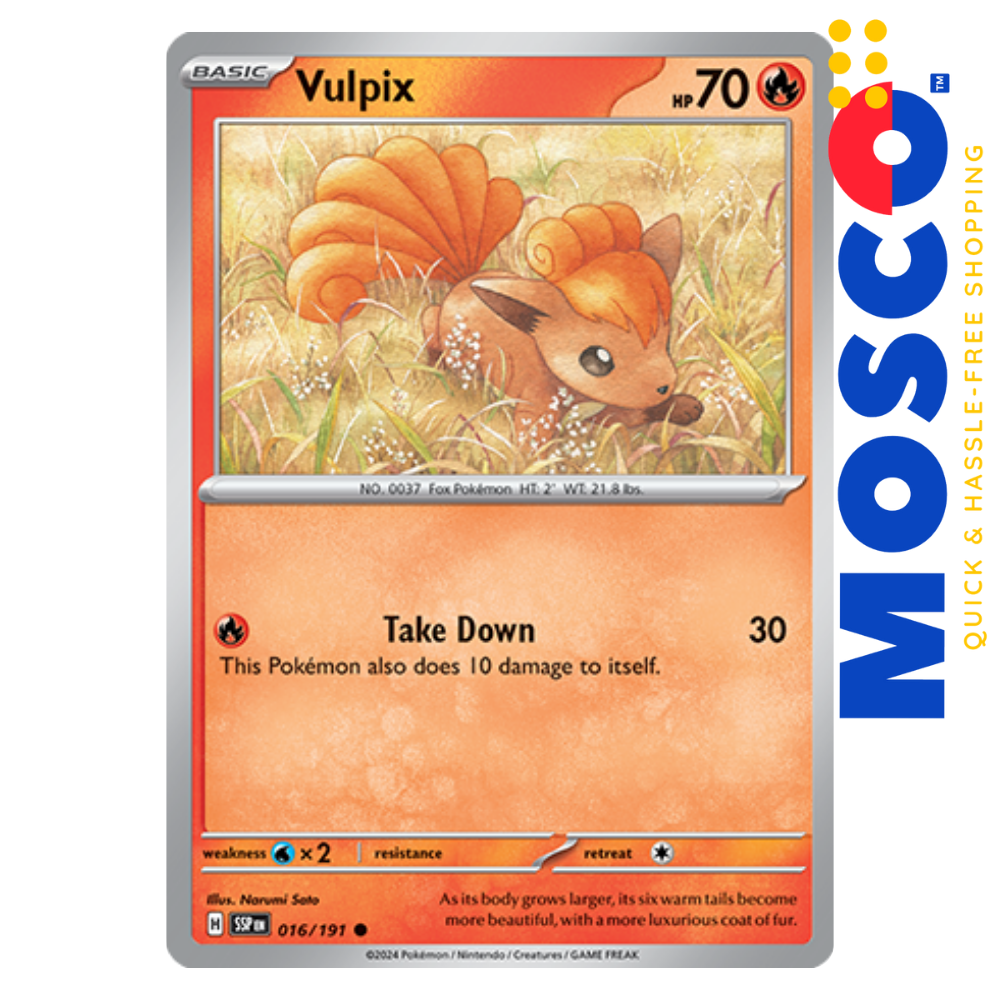 BASIC Vulpix HP 70
NO. 0037 Fox Pokémon HT: 2' WT: 21.8 lbs.
Take Down 30
This Pokémon also does 10 damage to itself.
weakness ×2 resistance retreat
Illus. Narumi Sato
As its body grows larger, its six warm tails become
more beautiful, with a more luxurious coat of fur.
H SSP EN 016/191
©2024 Pokémon / Nintendo / Creatures / GAME FREAK
MOSCO TM
QUICK & HASSLE-FREE SHOPPING